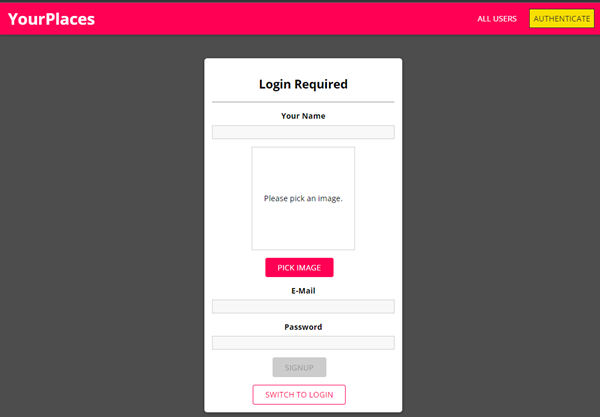 YourPlaces
ALL USERS
AUTHENTICATE
Login Required
Your Name
Please pick an image.
PICK IMAGE
E-Mail
Password
SIGNUP
SWITCH TO LOGIN